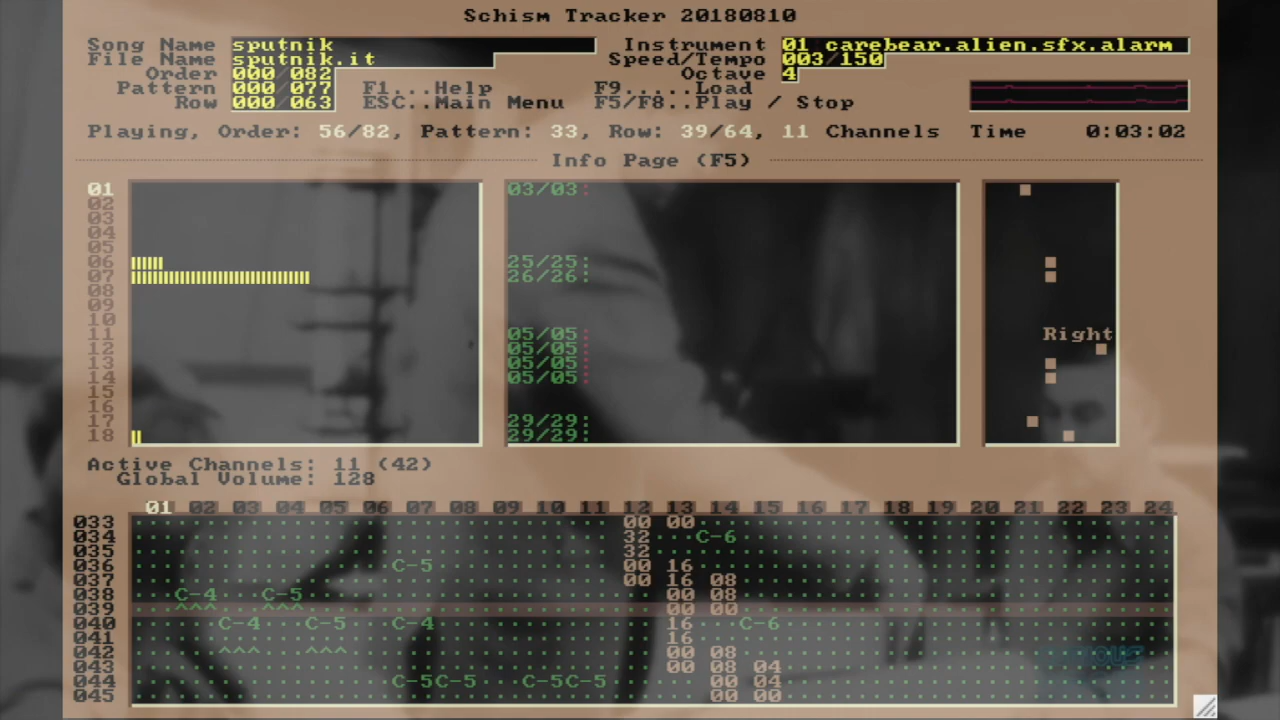 Schism Tracker 20180810
Song Name sputnik Instrument 01 carebear.alien.sfx.alarm
File Name sputnik.it Speed/Tempo 003/150
Order 000/082 Octave 4
Pattern 000/077 F1...Help F9.....Load
Row 000/063 ESC..Main Menu F5/F8..Play / Stop
Playing, Order: 56/82, Pattern: 33, Row: 39/64, 11 Channels Time 0:03:02
Info Page (F5)
01 03/03:
02
03
04
05
06 25/25:
07 26/26:
08
09
10
11 05/05: Right
12 05/05:
13 05/05:
14 05/05:
15
16
17 29/29:
18 29/29:
Active Channels: 11 (42)
Global Volume: 128
01 02 03 04 05 06 07 08 09 10 11 12 13 14 15 16 17 18 19 20 21 22 23 24
033 00 00
034 32 C-6
035 32
036 C-5 00 16
037 00 16 08
038 C-4 C-5 00 08
039 ^^^ ^^^ 00 00
040 C-4 C-5 C-4 16 C-6
041 16
042 ^^^ ^^^ 00 08
043 00 08 04
044 C-5C-5 C-5C-5 00 04
045 00 00